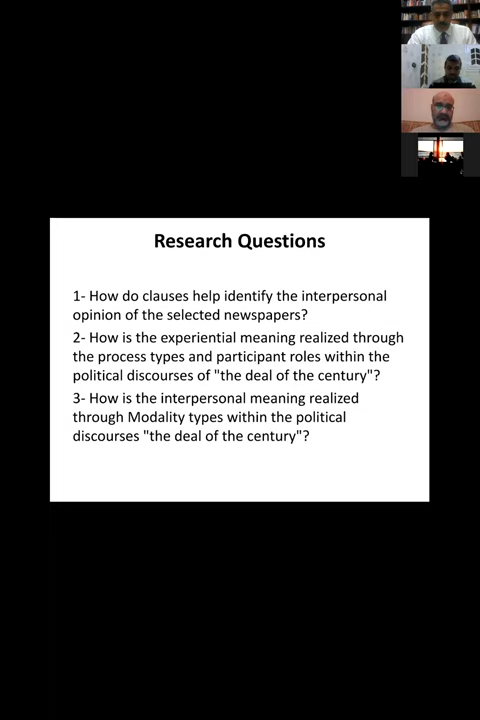 Research Questions
1- How do clauses help identify the interpersonal
opinion of the selected newspapers?
2- How is the experiential meaning realized through
the process types and participant roles within the
political discourses of "the deal of the century"?
3- How is the interpersonal meaning realized
through Modality types within the political
discourses "the deal of the century"?